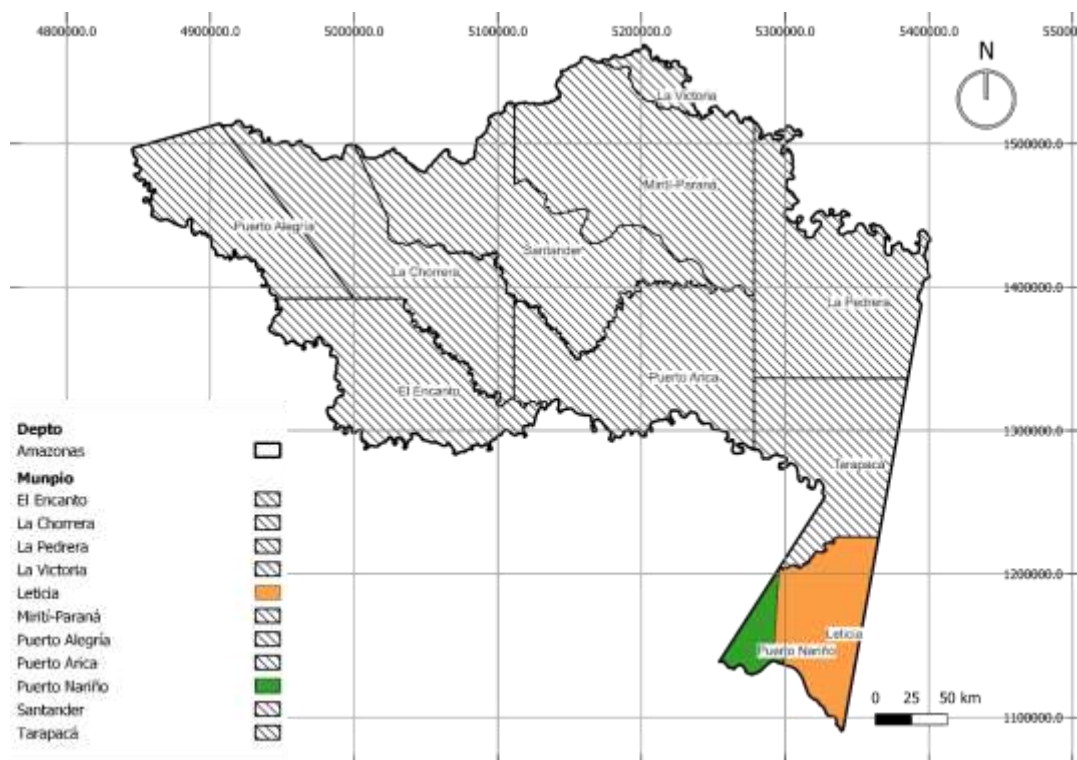 4800000.0 4900000.0 5000000.0 5100000.0 5200000.0 5300000.0 5400000.0 55000
N
La Victoria
1500000.0
Mirití-Paraná
Puerto Alegría
Santander
La Chorrera
1400000.0
La Pedrera
Puerto Arica
El Encanto
1300000.0
Tarapacá
1200000.0
Leticia
Puerto Nariño
0 25 50 km
1100000.0
Depto
Amazonas
Munpio
El Encanto
La Chorrera
La Pedrera
La Victoria
Leticia
Mirití-Paraná
Puerto Alegría
Puerto Arica
Puerto Nariño
Santander
Tarapacá